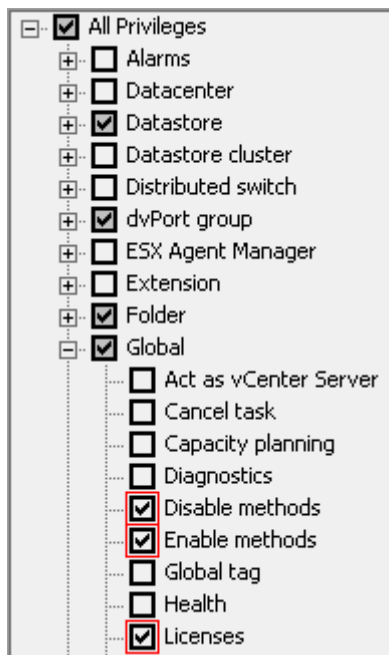 All Privileges
Alarms
Datacenter
Datastore
Datastore cluster
Distributed switch
dvPort group
ESX Agent Manager
Extension
Folder
Global
Act as vCenter Server
Cancel task
Capacity planning
Diagnostics
Disable methods
Enable methods
Global tag
Health
Licenses